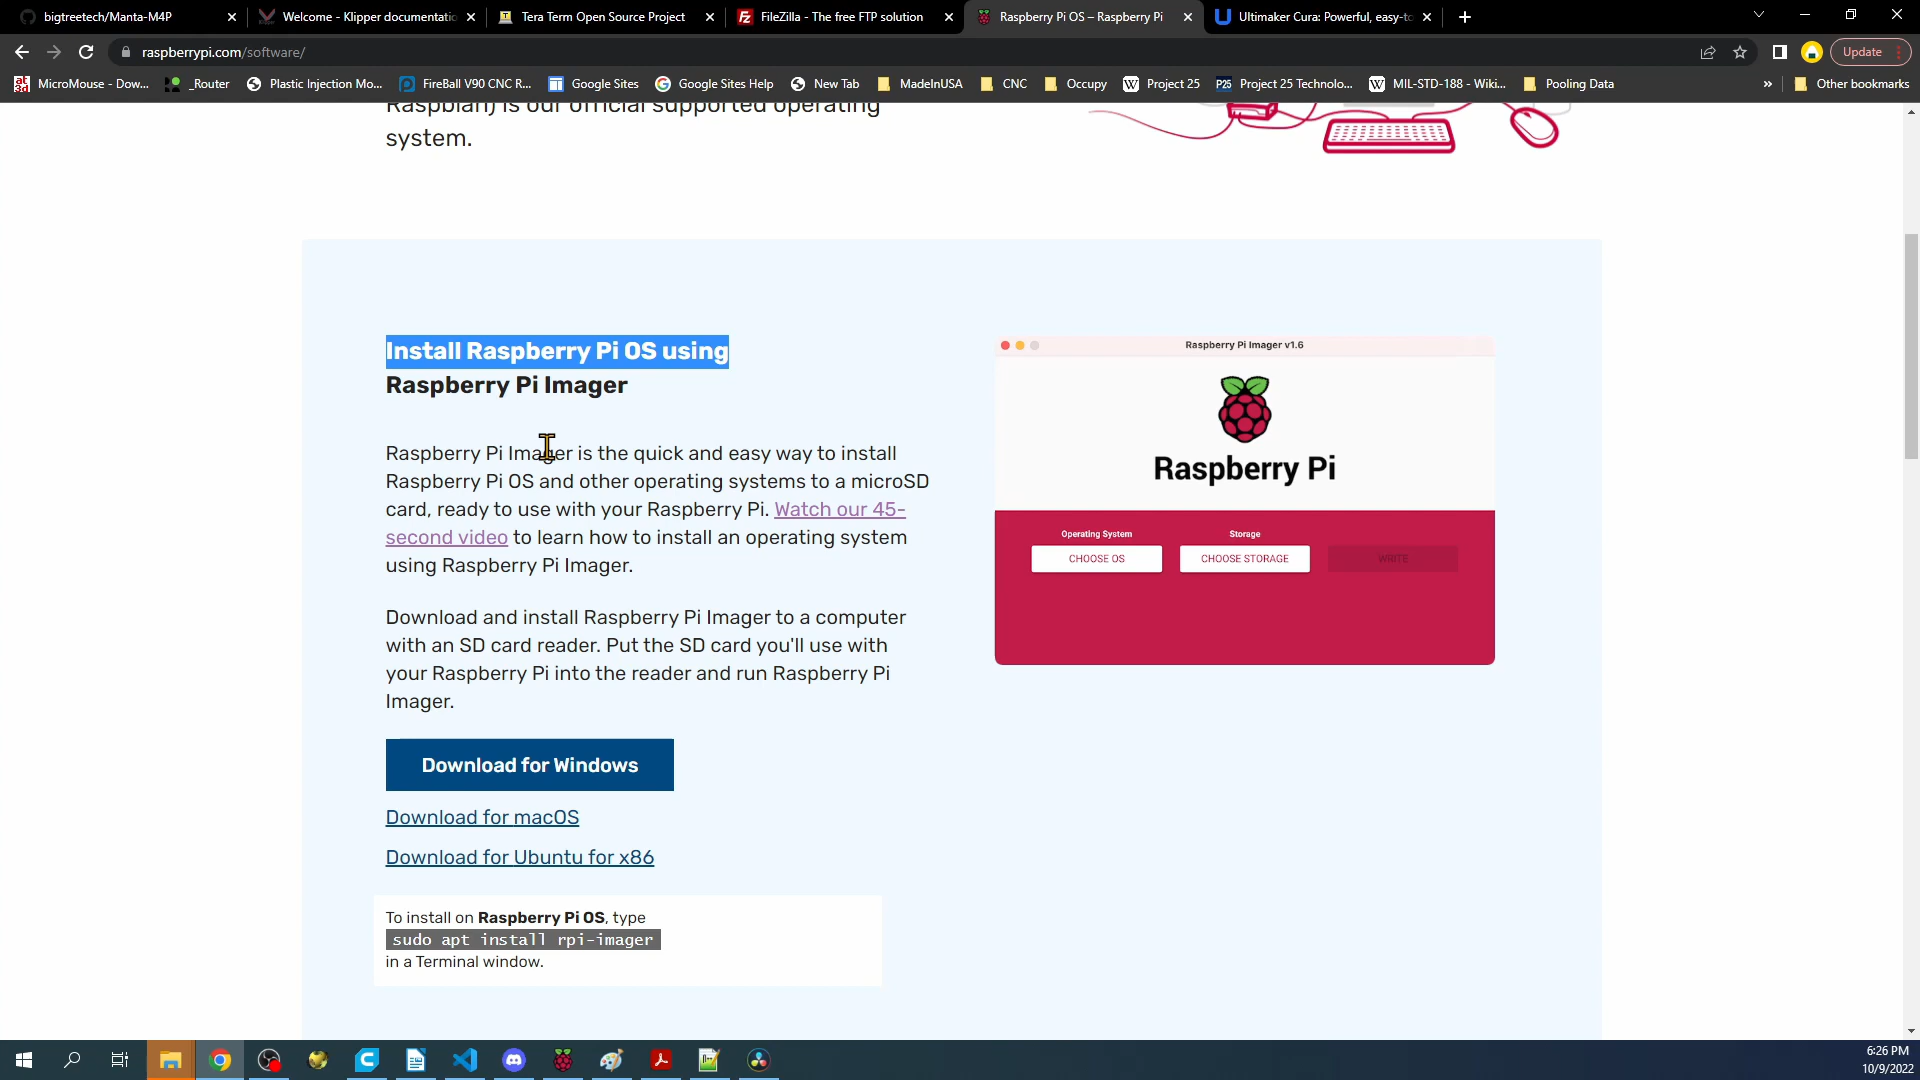 bigtreetech/Manta-M4P
Welcome - Klipper documentatio
Tera Term Open Source Project
FileZilla - The free FTP solution
Raspberry Pi OS – Raspberry Pi
Ultimaker Cura: Powerful, easy-to
raspberrypi.com/software/
Update
MicroMouse - Dow...
_Router
Plastic Injection Mo...
FireBall V90 CNC R...
Google Sites
Google Sites Help
New Tab
MadeInUSA
CNC
Occupy
Project 25
P25
Project 25 Technolo...
MIL-STD-188 - Wiki...
Pooling Data
»
Other bookmarks
Raspbian) is our official supported operating
system.
Install Raspberry Pi OS using
Raspberry Pi Imager
Raspberry Pi Imager is the quick and easy way to install
Raspberry Pi OS and other operating systems to a microSD
card, ready to use with your Raspberry Pi. Watch our 45-
second video to learn how to install an operating system
using Raspberry Pi Imager.
Download and install Raspberry Pi Imager to a computer
with an SD card reader. Put the SD card you'll use with
your Raspberry Pi into the reader and run Raspberry Pi
Imager.
Download for Windows
Download for macOS
Download for Ubuntu for x86
To install on Raspberry Pi OS, type
sudo apt install rpi-imager
in a Terminal window.
Raspberry Pi Imager v1.6
Raspberry Pi
Operating System
Storage
CHOOSE OS
CHOOSE STORAGE
WRITE
6:26 PM
10/9/2022